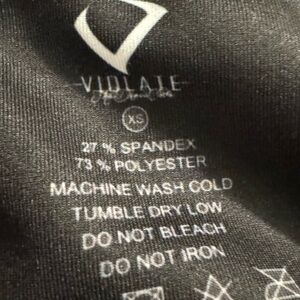 VIOLATE
XS
27 % SPANDEX
73 % POLYESTER
MACHINE WASH COLD
TUMBLE DRY LOW
DO NOT BLEACH
DO NOT IRON